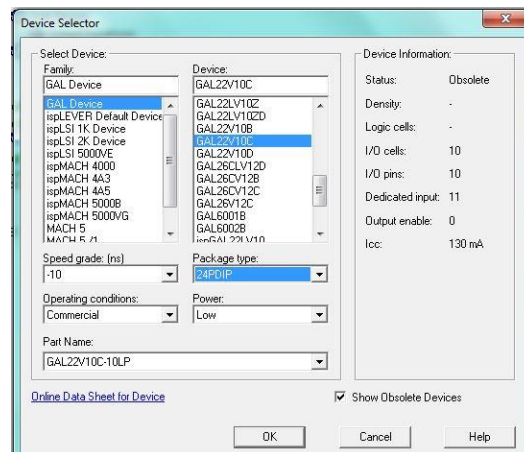 Device Selector
Select Device:
Family:
GAL Device
GAL Device
ispLEVER Default Device
ispLSI 1K Device
ispLSI 2K Device
ispLSI 5000VE
ispMACH 4000
ispMACH 4A3
ispMACH 4A5
ispMACH 5000B
ispMACH 5000VG
MACH 5
MACH 5 /1
Device:
GAL22V10C
GAL22LV10Z
GAL22LV10ZD
GAL22V10B
GAL22V10C
GAL22V10D
GAL26CLV12D
GAL26CV12B
GAL26CV12C
GAL26V12C
GAL6001B
GAL6002B
ispGAL22LV10
Speed grade: (ns)
-10
Package type:
24PDIP
Operating conditions:
Commercial
Power:
Low
Part Name:
GAL22V10C-10LP
Device Information:
Status: Obsolete
Density: -
Logic cells: -
I/O cells: 10
I/O pins: 10
Dedicated input: 11
Output enable: 0
Icc: 130 mA
Online Data Sheet for Device
Show Obsolete Devices
OK
Cancel
Help